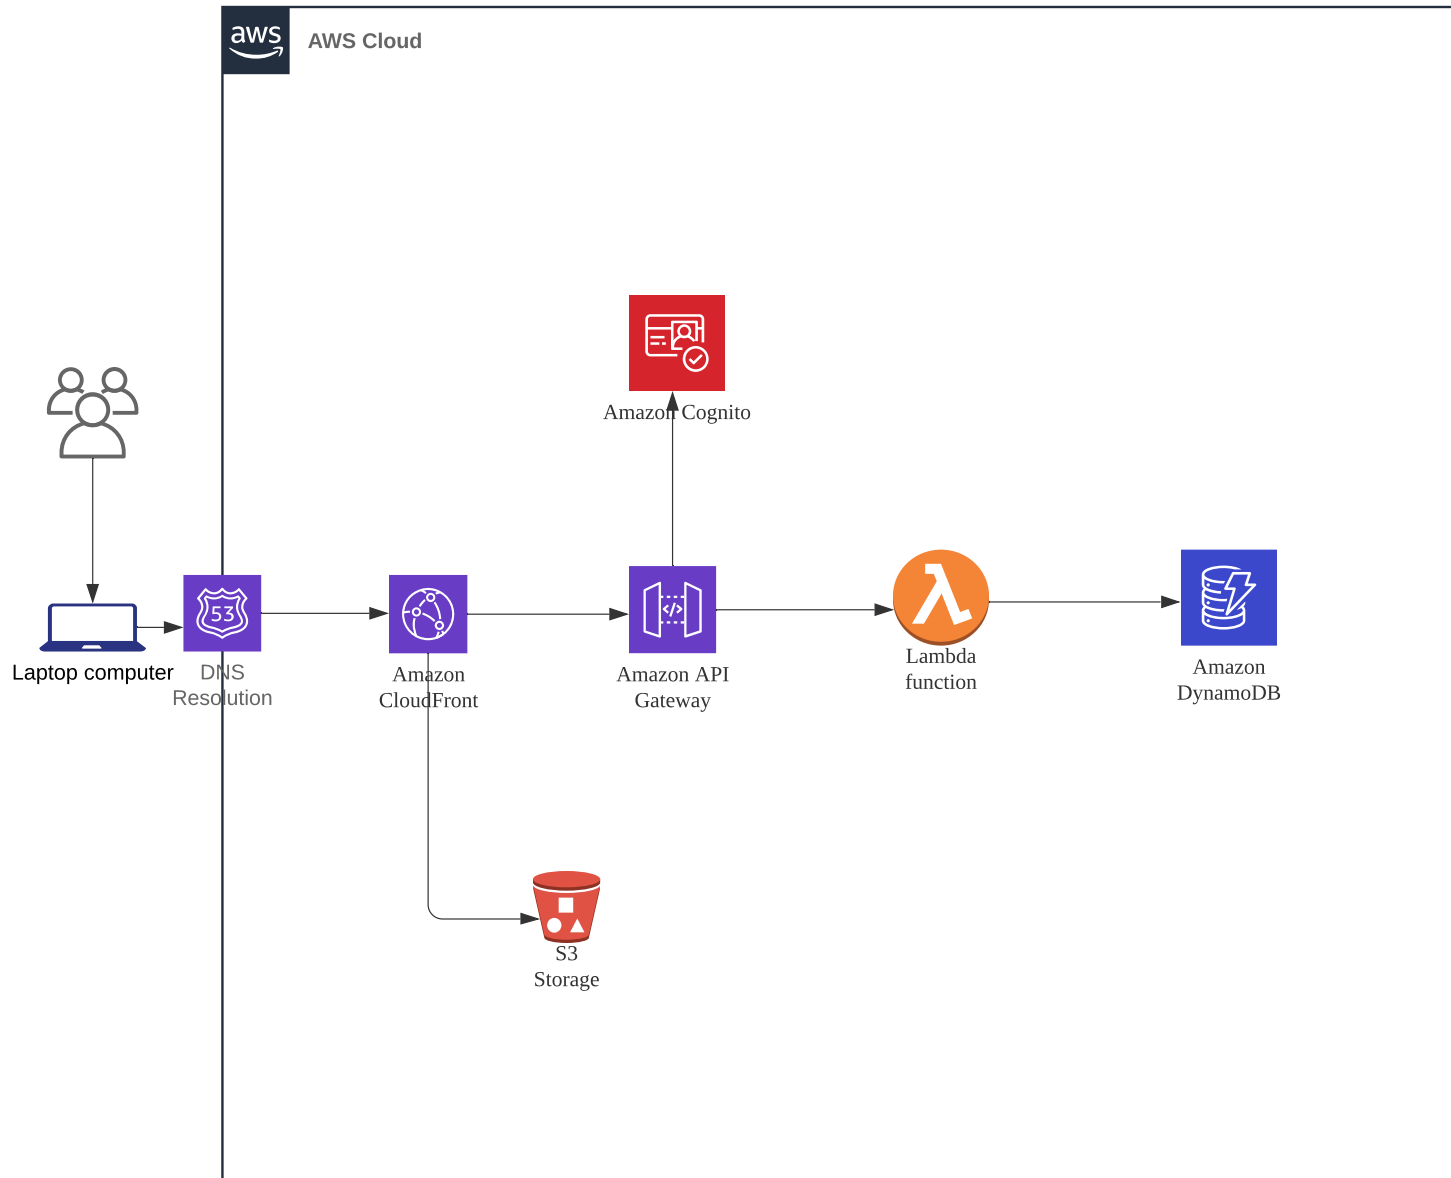 aws
AWS Cloud
Amazon Cognito
53
</>
Laptop computer
DNS
Resolution
Amazon
CloudFront
Amazon API
Gateway
Lambda
function
Amazon
DynamoDB
S3
Storage